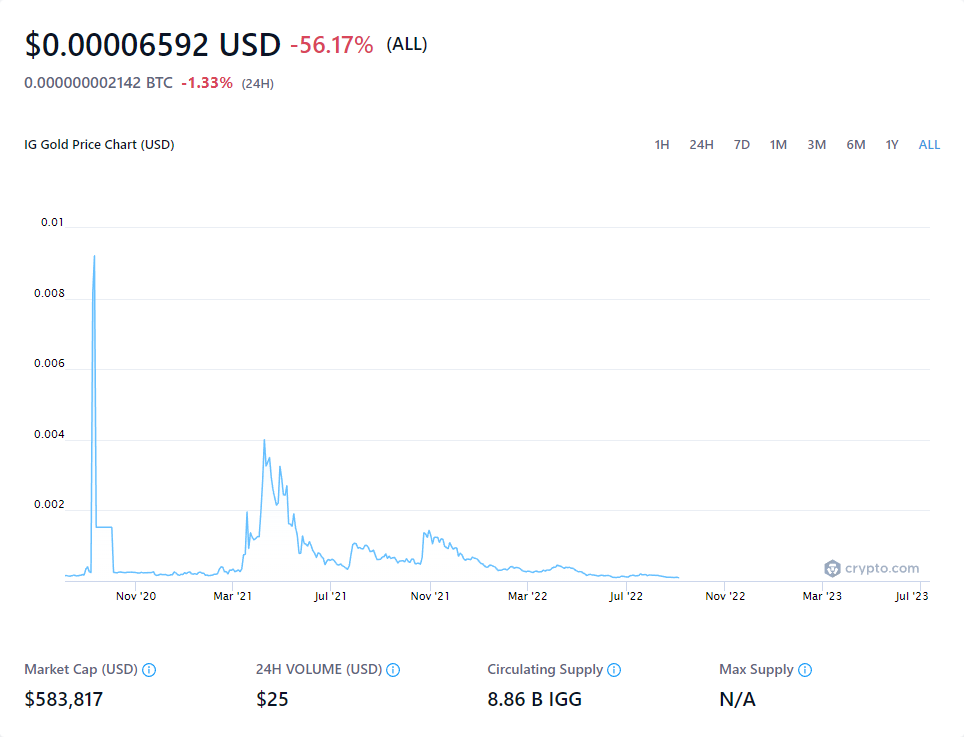 $0.00006592 USD -56.17% (ALL)
0.000000002142 BTC -1.33% (24H)
IG Gold Price Chart (USD) 1H 24H 7D 1M 3M 6M 1Y ALL
0.01
0.008
0.006
0.004
0.002
crypto.com
Nov '20 Mar '21 Jul '21 Nov '21 Mar '22 Jul '22 Nov '22 Mar '23 Jul '23
Market Cap (USD) 24H VOLUME (USD) Circulating Supply Max Supply
$583,817 $25 8.86 B IGG N/A